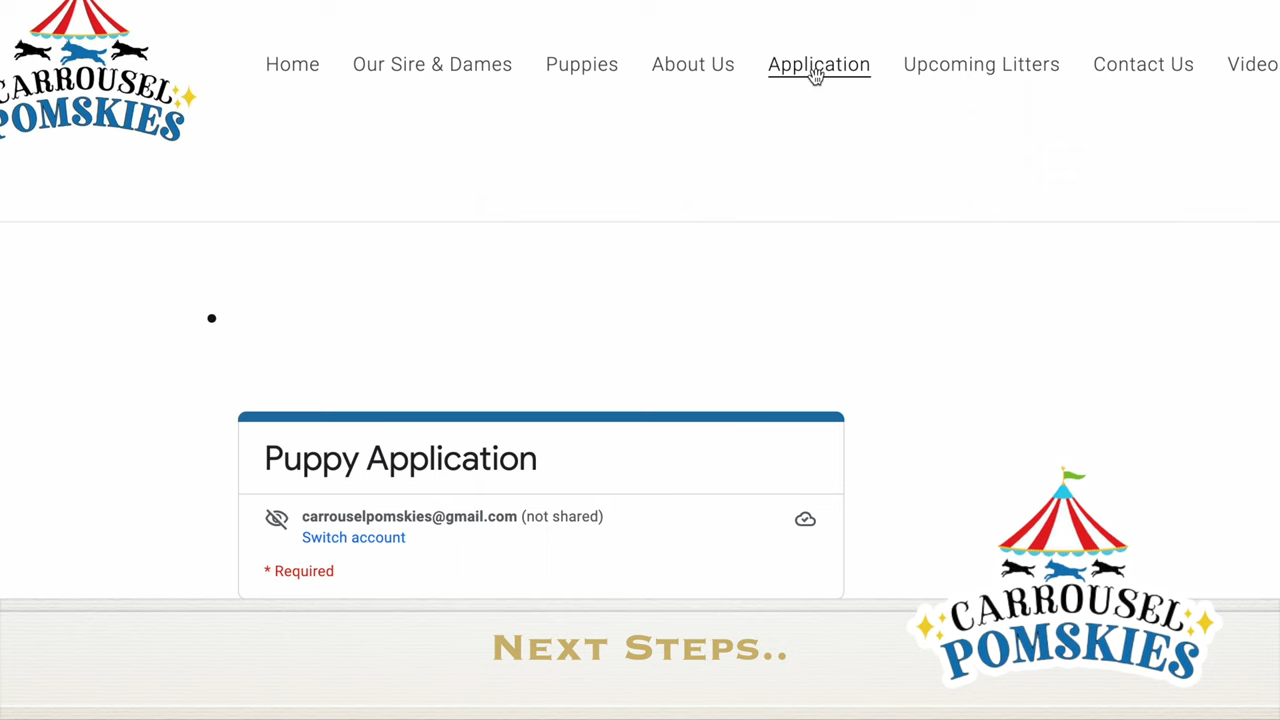 CARROUSEL
POMSKIES
Home Our Sire & Dames Puppies About Us Application Upcoming Litters Contact Us Video
Puppy Application
carrouselpomskies@gmail.com (not shared)
Switch account
* Required
Next Steps..
CARROUSEL
POMSKIES